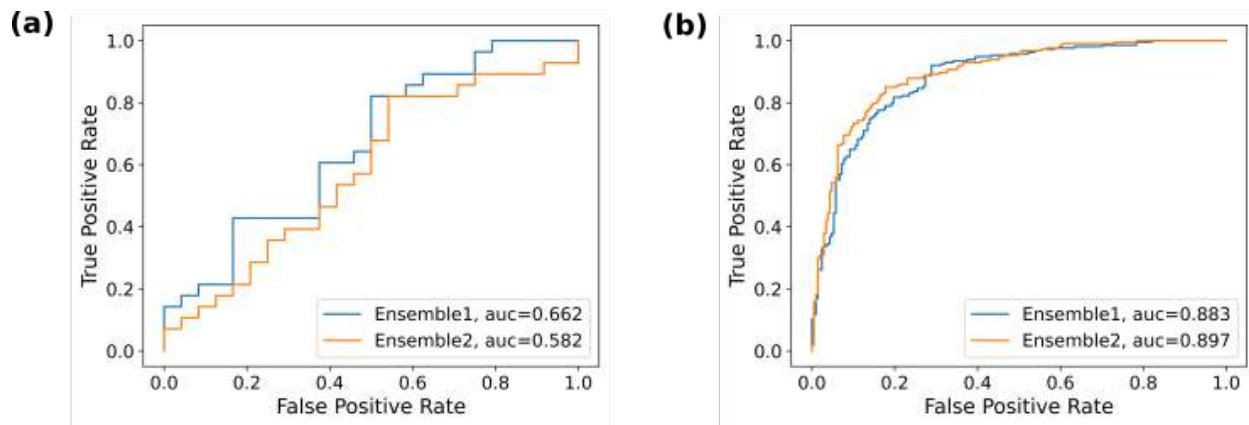 (a)
1.0
0.8
0.6
0.4
0.2
0.0
True Positive Rate
Ensemble1, auc=0.662
Ensemble2, auc=0.582
0.0 0.2 0.4 0.6 0.8 1.0
False Positive Rate
(b)
1.0
0.8
0.6
0.4
0.2
0.0
True Positive Rate
Ensemble1, auc=0.883
Ensemble2, auc=0.897
0.0 0.2 0.4 0.6 0.8 1.0
False Positive Rate